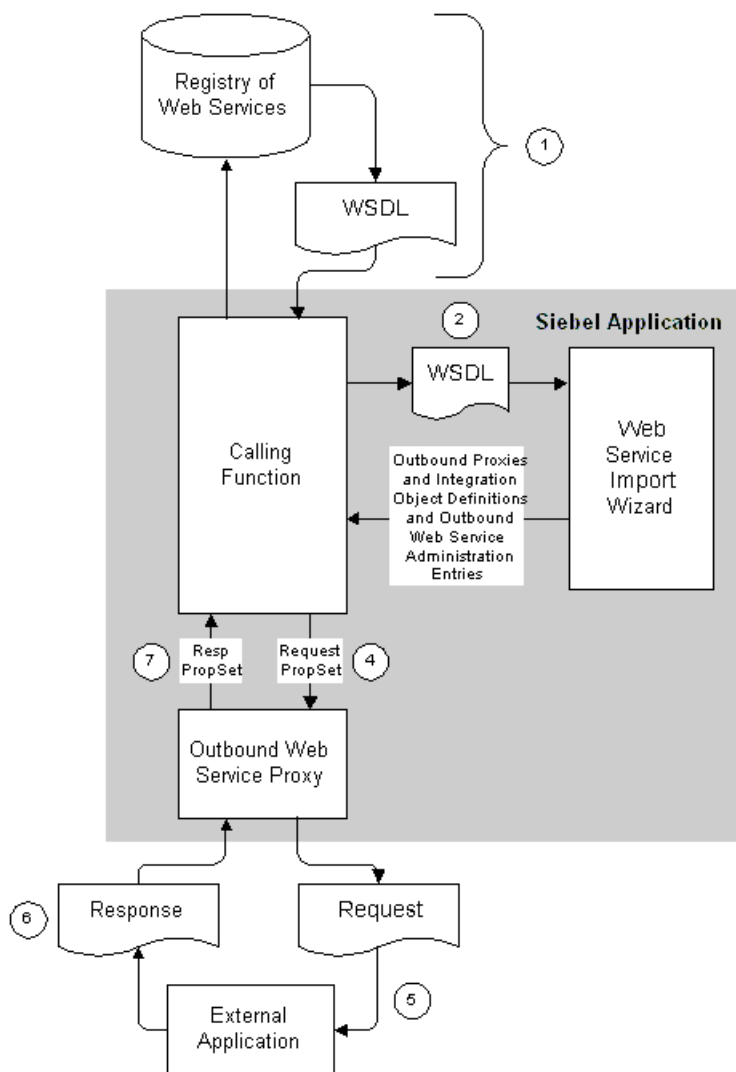 Registry of
Web Services
1
WSDL
2
Siebel Application
WSDL
Calling
Function
Web
Service
Import
Wizard
Outbound Proxies
and Integration
Object Definitions
and Outbound
Web Service
Administration
Entries
7
Resp
PropSet
Request
PropSet
4
Outbound Web
Service Proxy
6
Response
Request
5
External
Application